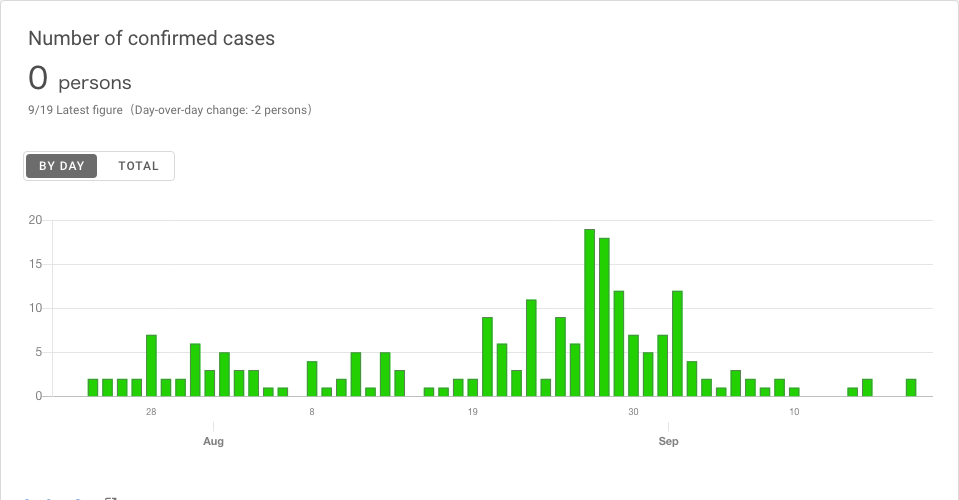 Number of confirmed cases
0 persons
9/19 Latest figure（Day-over-day change: -2 persons）
BY DAY TOTAL
20
15
10
5
0
28 8 19 30 10
Aug Sep